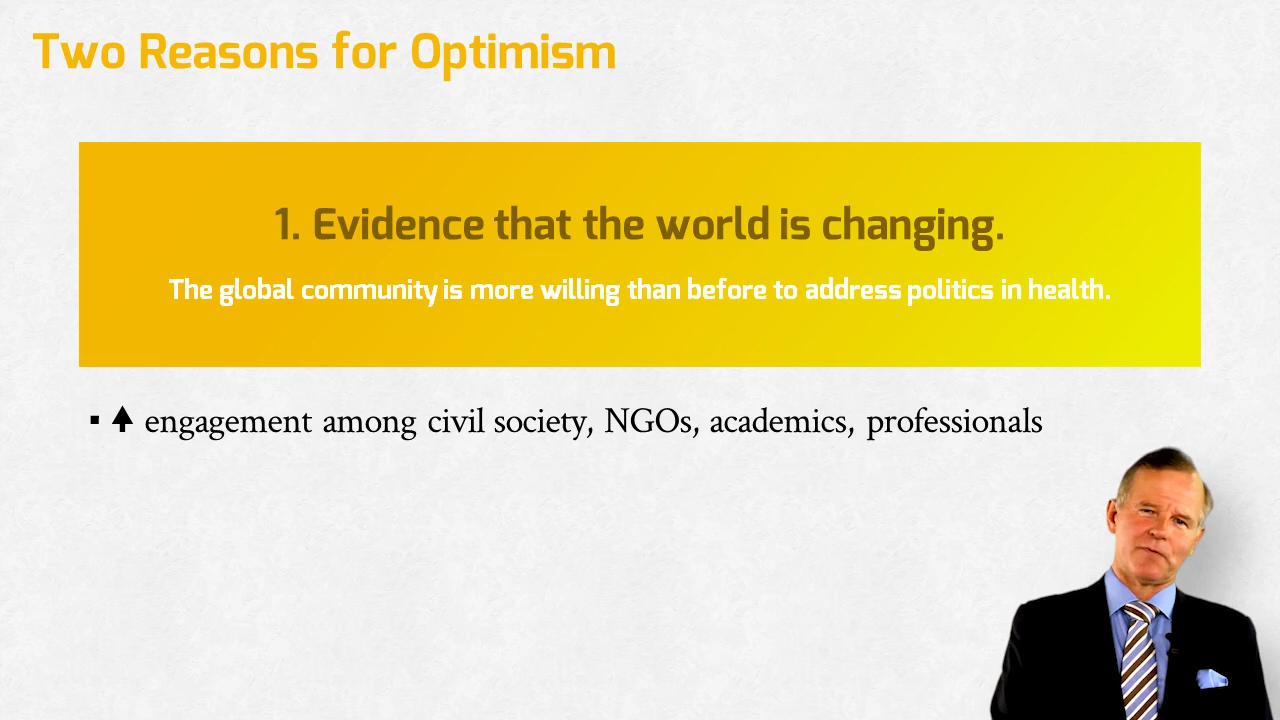 Two Reasons for Optimism
1. Evidence that the world is changing.
The global community is more willing than before to address politics in health.
▪ 🠅 engagement among civil society, NGOs, academics, professionals